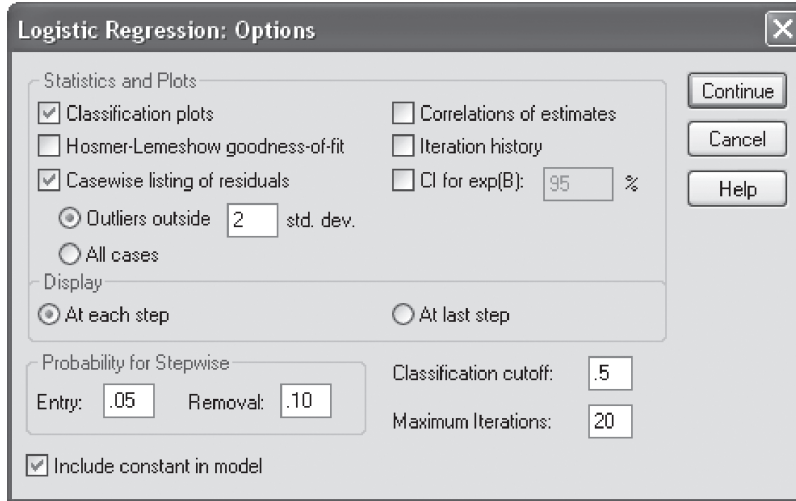 Logistic Regression: Options
Statistics and Plots
Classification plots
Correlations of estimates
Hosmer-Lemeshow goodness-of-fit
Iteration history
Casewise listing of residuals
CI for exp(B): 95 %
Outliers outside 2 std. dev.
All cases
Continue
Cancel
Help
Display
At each step
At last step
Probability for Stepwise
Entry: .05 Removal: .10
Classification cutoff: .5
Maximum Iterations: 20
Include constant in model